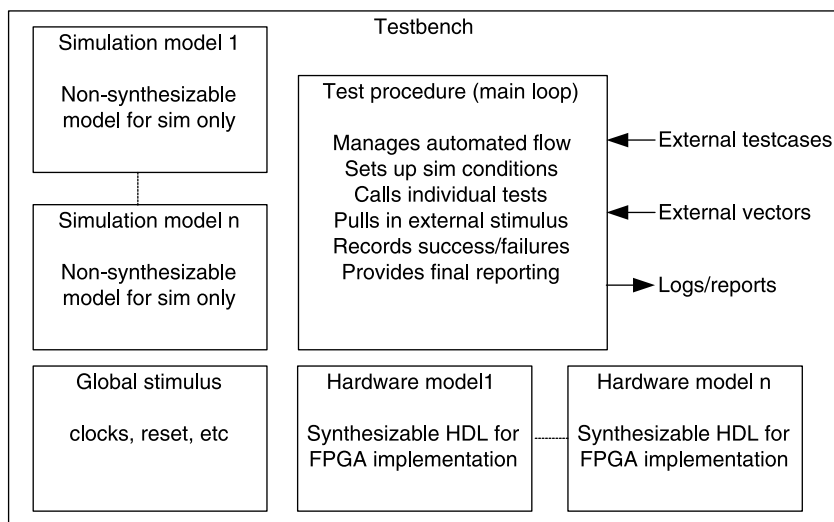 Testbench
Simulation model 1
Non-synthesizable
model for sim only
Simulation model n
Non-synthesizable
model for sim only
Test procedure (main loop)
Manages automated flow
Sets up sim conditions
Calls individual tests
Pulls in external stimulus
Records success/failures
Provides final reporting
External testcases
External vectors
Logs/reports
Global stimulus
clocks, reset, etc
Hardware model1
Synthesizable HDL for
FPGA implementation
Hardware model n
Synthesizable HDL for
FPGA implementation